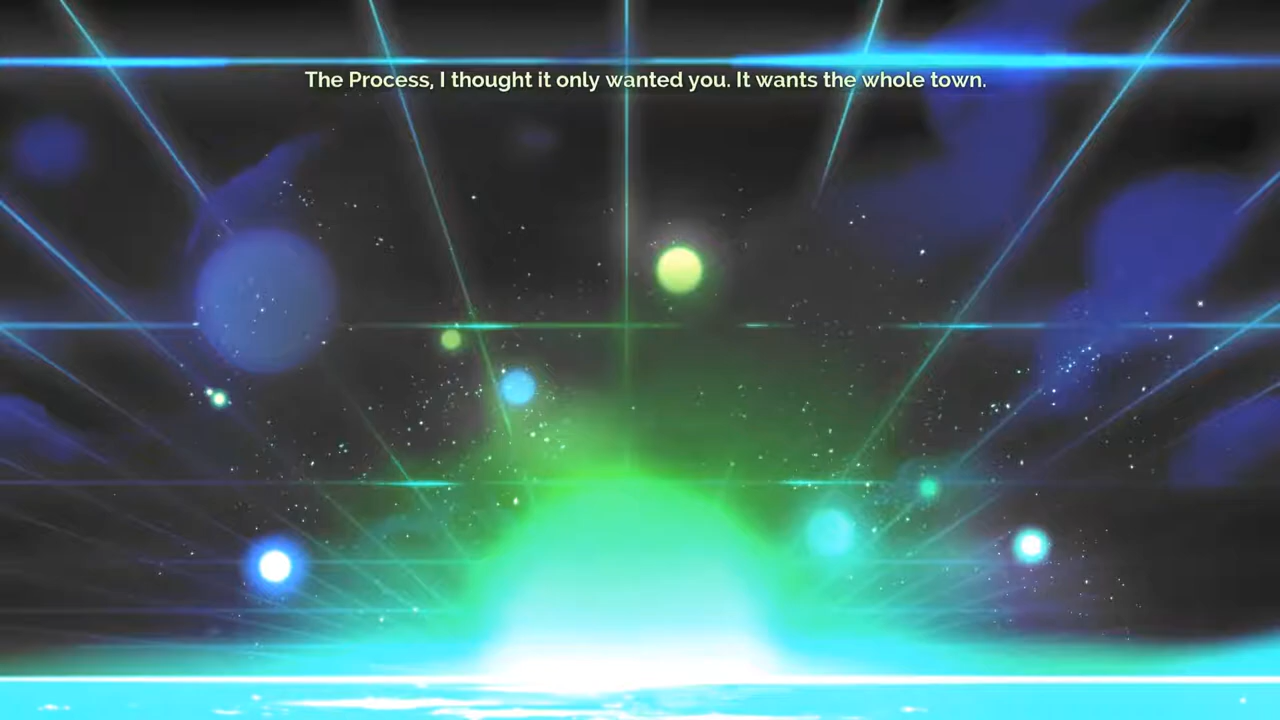 The Process, I thought it only wanted you. It wants the whole town.